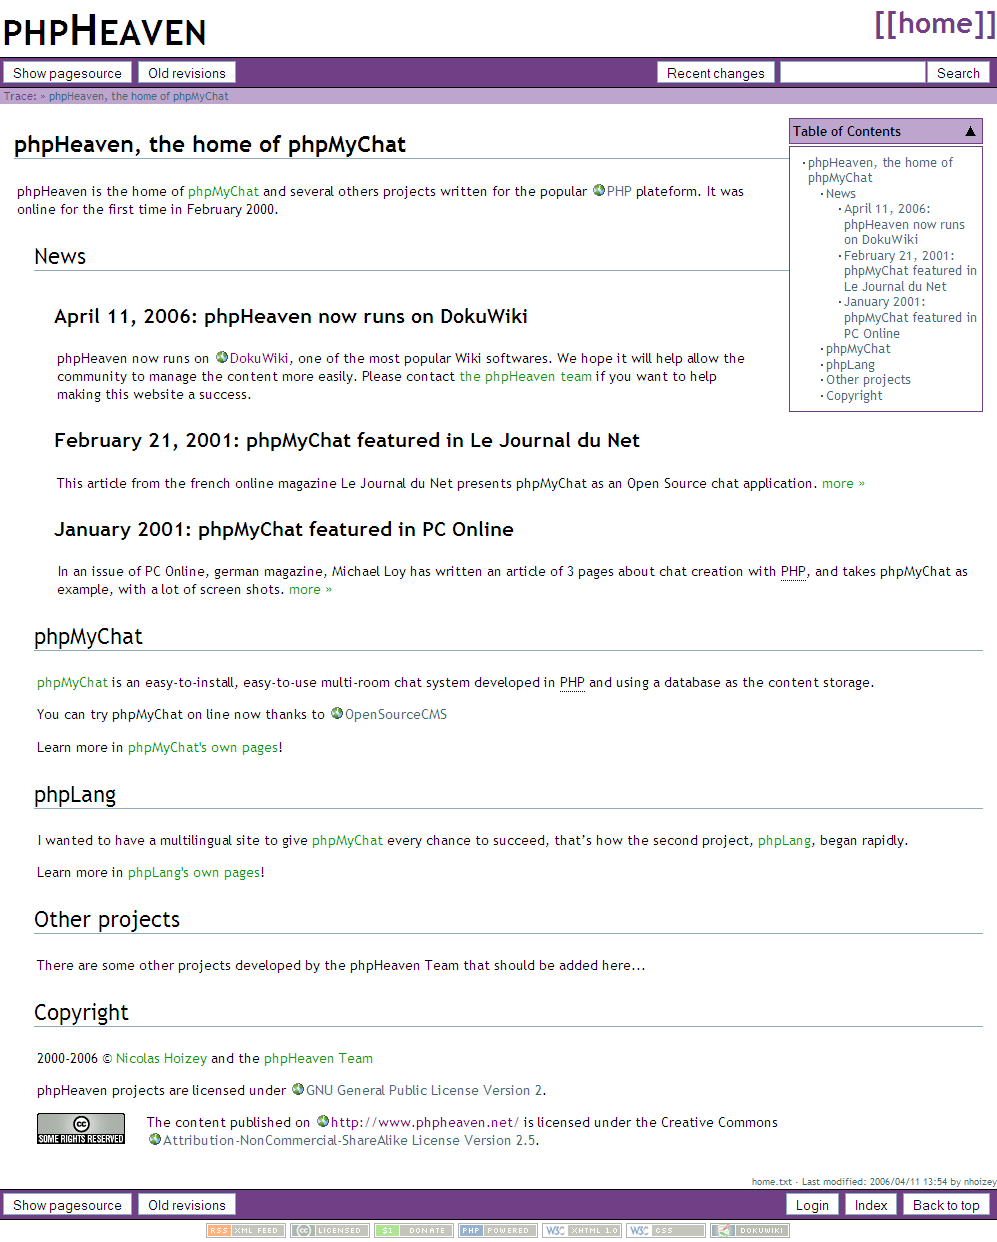 PHPHEAVEN
[[home]]
Show pagesource Old revisions Recent changes Search
Trace: » phpHeaven, the home of phpMyChat
Table of Contents
phpHeaven, the home of
phpMyChat
News
April 11, 2006:
phpHeaven now runs
on DokuWiki
February 21, 2001:
phpMyChat featured in
Le Journal du Net
January 2001:
phpMyChat featured in
PC Online
phpMyChat
phpLang
Other projects
Copyright
phpHeaven, the home of phpMyChat
phpHeaven is the home of phpMyChat and several others projects written for the popular PHP plateform. It was
online for the first time in February 2000.
News
April 11, 2006: phpHeaven now runs on DokuWiki
phpHeaven now runs on DokuWiki, one of the most popular Wiki softwares. We hope it will help allow the
community to manage the content more easily. Please contact the phpHeaven team if you want to help
making this website a success.
February 21, 2001: phpMyChat featured in Le Journal du Net
This article from the french online magazine Le Journal du Net presents phpMyChat as an Open Source chat application. more »
January 2001: phpMyChat featured in PC Online
In an issue of PC Online, german magazine, Michael Loy has written an article of 3 pages about chat creation with PHP, and takes phpMyChat as
example, with a lot of screen shots. more »
phpMyChat
phpMyChat is an easy-to-install, easy-to-use multi-room chat system developed in PHP and using a database as the content storage.
You can try phpMyChat on line now thanks to OpenSourceCMS
Learn more in phpMyChat's own pages!
phpLang
I wanted to have a multilingual site to give phpMyChat every chance to succeed, that’s how the second project, phpLang, began rapidly.
Learn more in phpLang's own pages!
Other projects
There are some other projects developed by the phpHeaven Team that should be added here...
Copyright
2000-2006 © Nicolas Hoizey and the phpHeaven Team
phpHeaven projects are licensed under GNU General Public License Version 2.
cc
SOME RIGHTS RESERVED
The content published on http://www.phpheaven.net/ is licensed under the Creative Commons
Attribution-NonCommercial-ShareAlike License Version 2.5.
home.txt · Last modified: 2006/04/11 13:54 by nhoizey
Show pagesource Old revisions Login Index Back to top
RSS XML FEED cc LICENSED $1 DONATE PHP POWERED W3C XHTML 1.0 W3C CSS DOKUWIKI